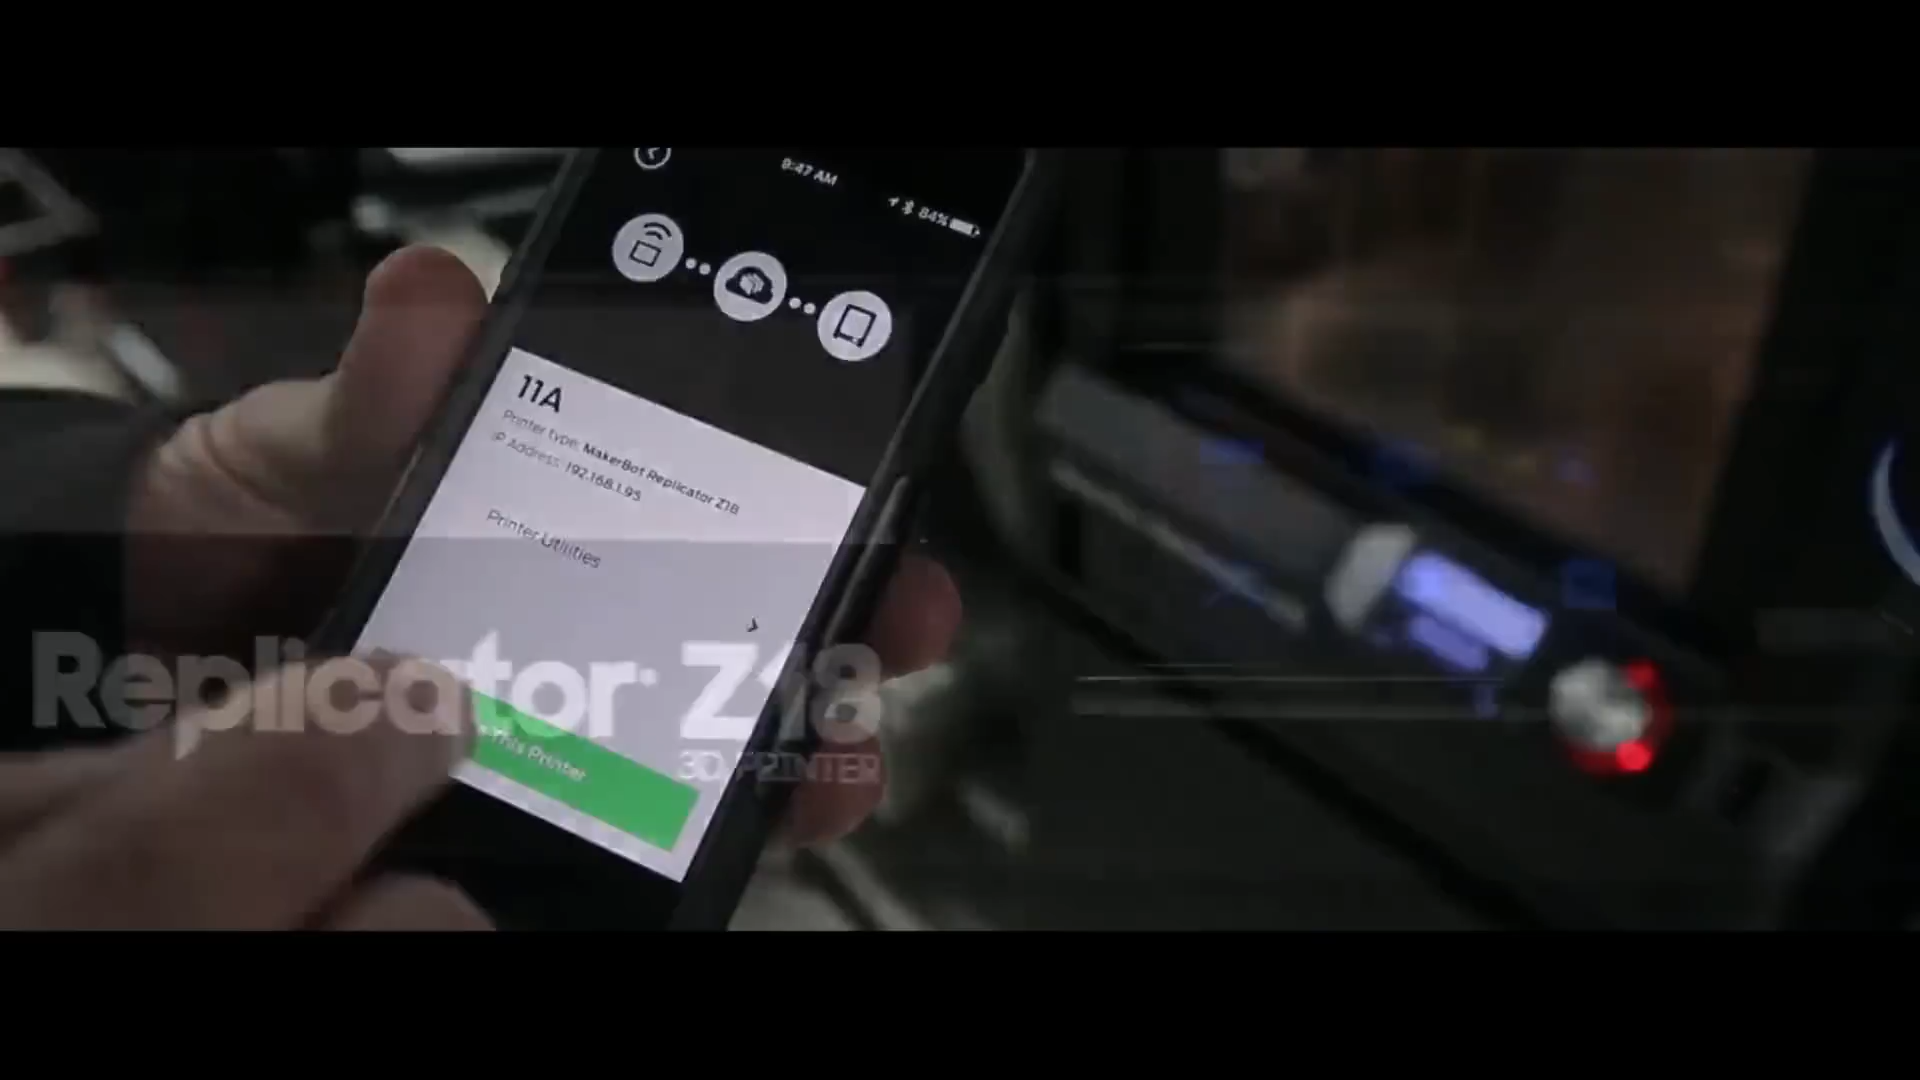 9:47 AM
84%
11A
Printer type: MakerBot Replicator Z18
IP Address: 192.168.1.95
Printer Utilities
This Printer
Replicator Z18
3D PRINTER